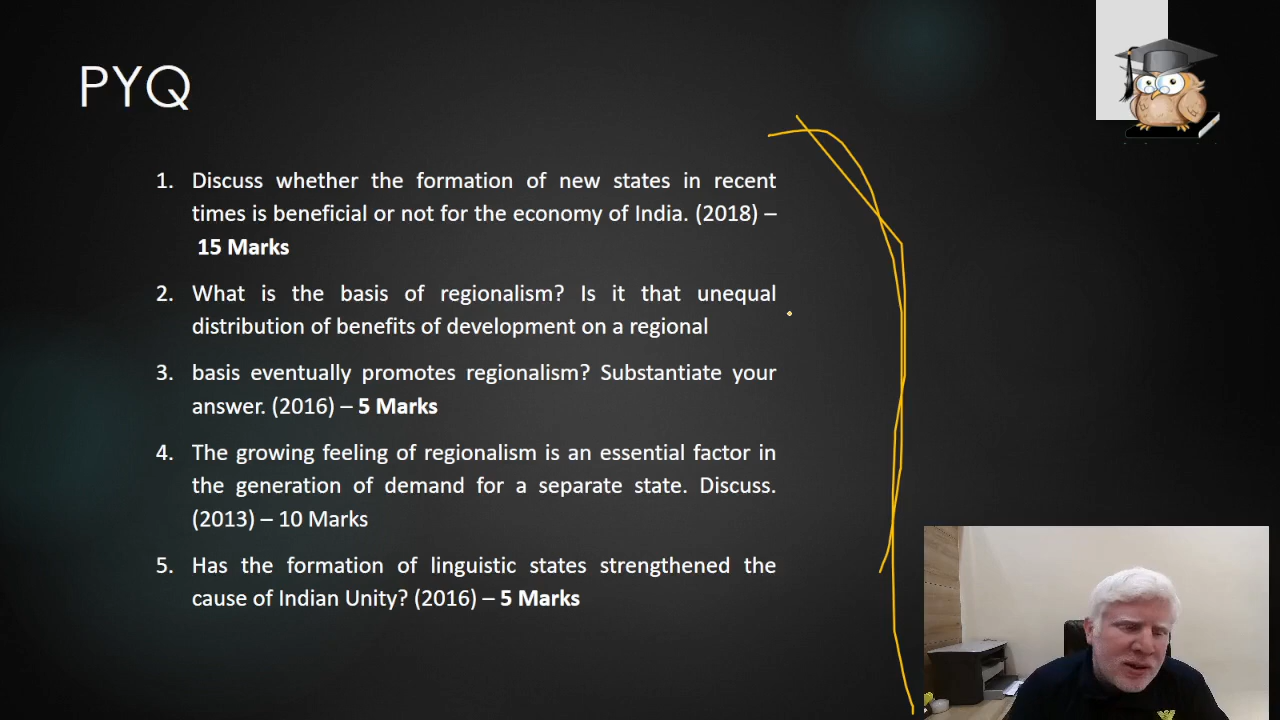 PYQ
1. Discuss whether the formation of new states in recent
times is beneficial or not for the economy of India. (2018) –
15 Marks
2. What is the basis of regionalism? Is it that unequal
distribution of benefits of development on a regional
3. basis eventually promotes regionalism? Substantiate your
answer. (2016) – 5 Marks
4. The growing feeling of regionalism is an essential factor in
the generation of demand for a separate state. Discuss.
(2013) – 10 Marks
5. Has the formation of linguistic states strengthened the
cause of Indian Unity? (2016) – 5 Marks